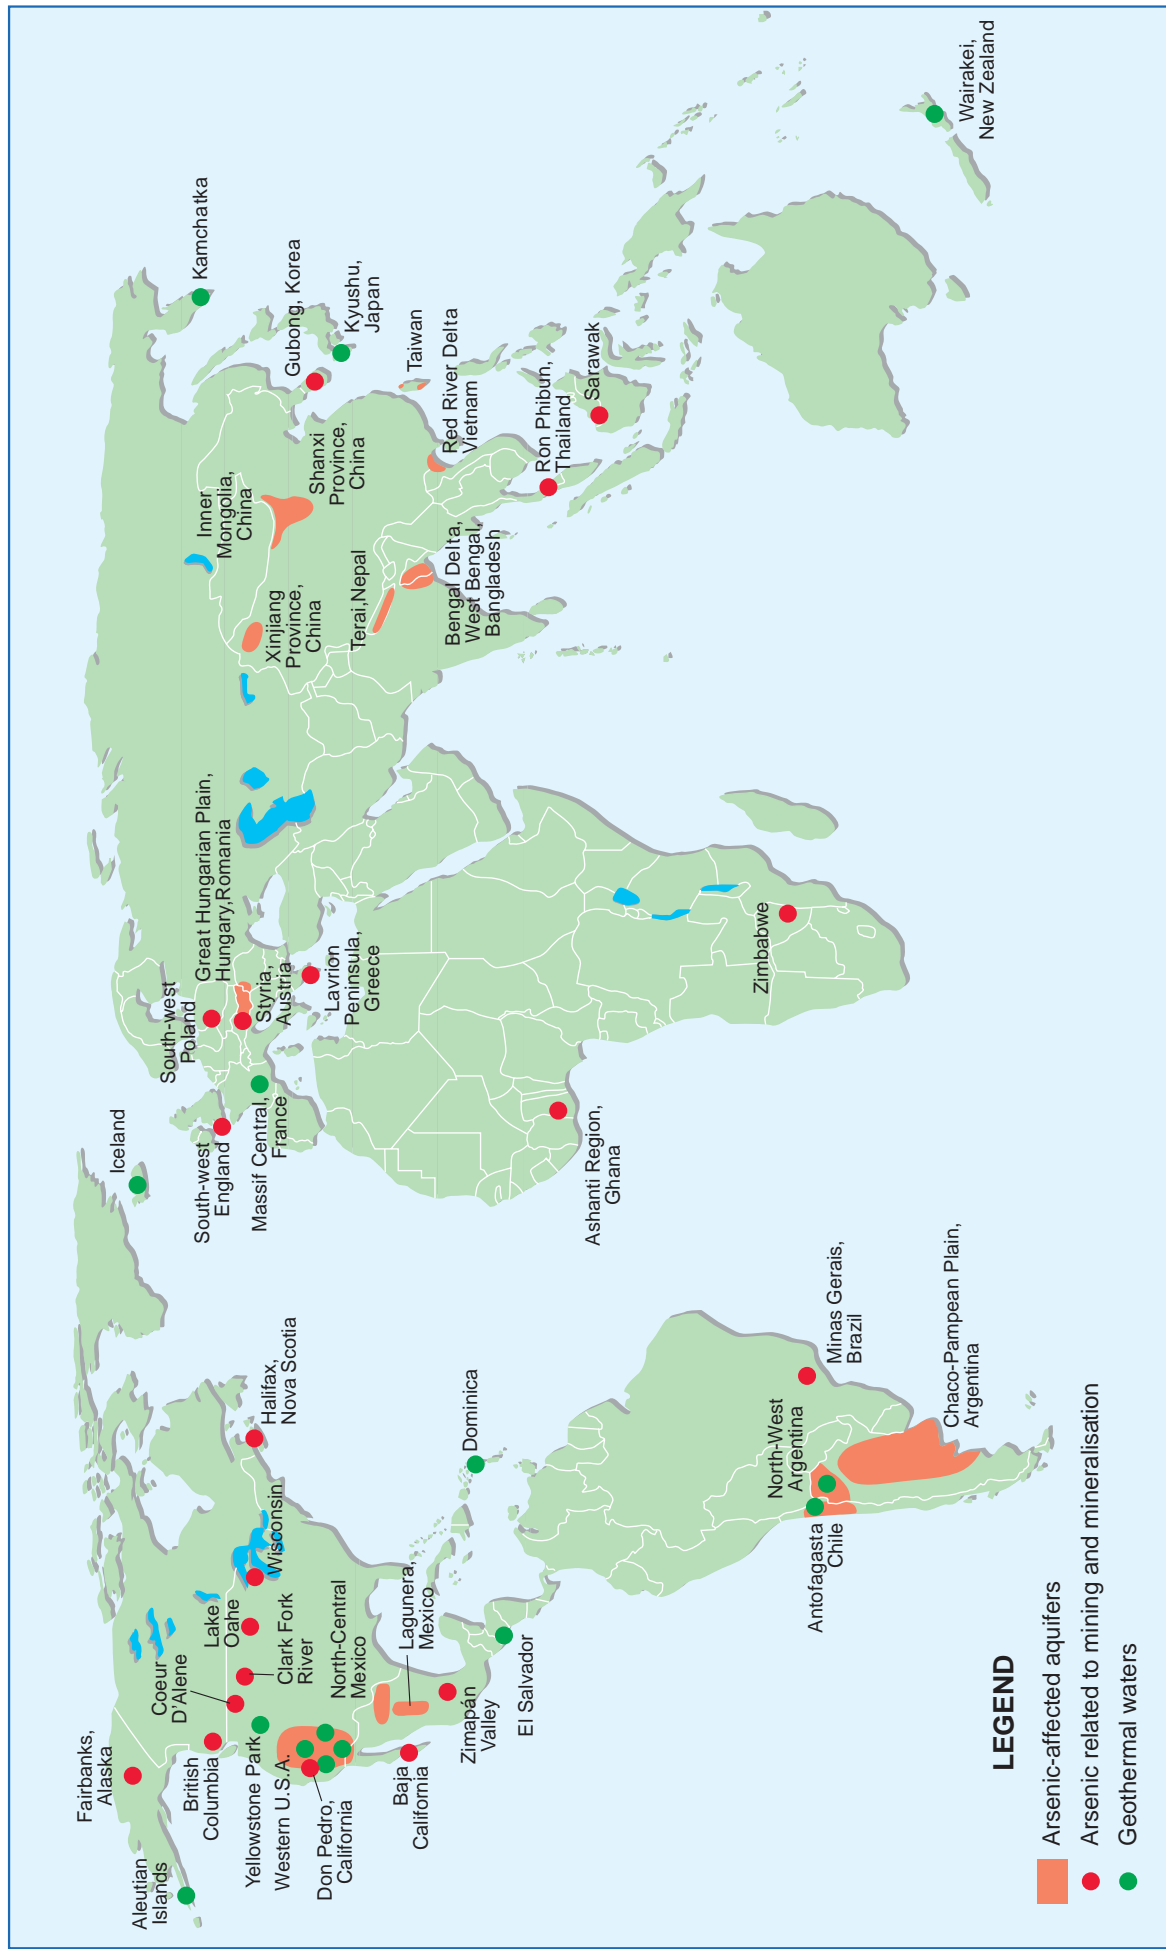 Fairbanks,
Alaska
Aleutian
Islands
British
Columbia
Coeur
D'Alene
Yellowstone Park
Western U.S.A.
Don Pedro,
California
Baja
California
Clark Fork
River
Lake
Oahe
Wisconsin
North-Central
Mexico
Lagunera,
Mexico
Zimapán
Valley
El Salvador
Halifax,
Nova Scotia
Dominica
Antofagasta
Chile
North-West
Argentina
Minas Gerais,
Brazil
Chaco-Pampean Plain,
Argentina
Iceland
South-west
England
Massif Central,
France
South-west
Poland
Great Hungarian Plain,
Hungary,Romania
Styria,
Austria
Lavrion
Peninsula,
Greece
Ashanti Region,
Ghana
Zimbabwe
Xinjiang
Province,
China
Inner
Mongolia,
China
Shanxi
Province,
China
Terai,Nepal
Bengal Delta,
West Bengal,
Bangladesh
Red River Delta
Vietnam
Taiwan
Gubong, Korea
Kyushu,
Japan
Kamchatka
Ron Phibun,
Thailand
Sarawak
Wairakei,
New Zealand
LEGEND
Arsenic-affected aquifers
Arsenic related to mining and mineralisation
Geothermal waters